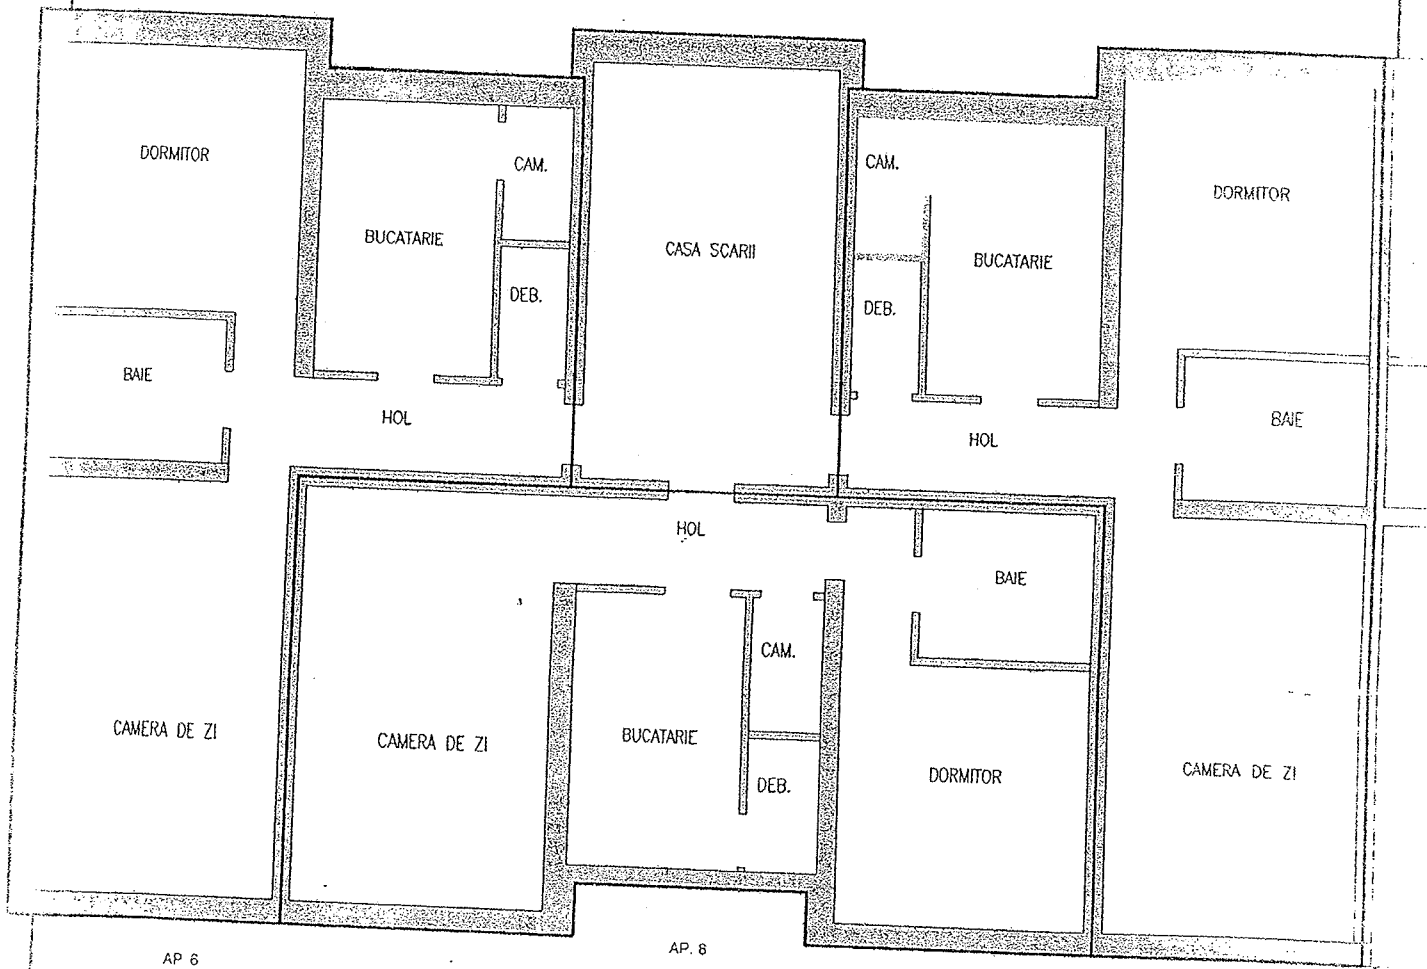 DORMITOR
CAM.
BUCATARIE
DEB.
BAIE
HOL
CAMERA DE ZI
AP 6
CASA SCARII
CAM.
DEB.
BUCATARIE
DORMITOR
BAIE
HOL
CAMERA DE ZI
HOL
BAIE
CAM.
BUCATARIE
DEB.
CAMERA DE ZI
DORMITOR
AP. 8